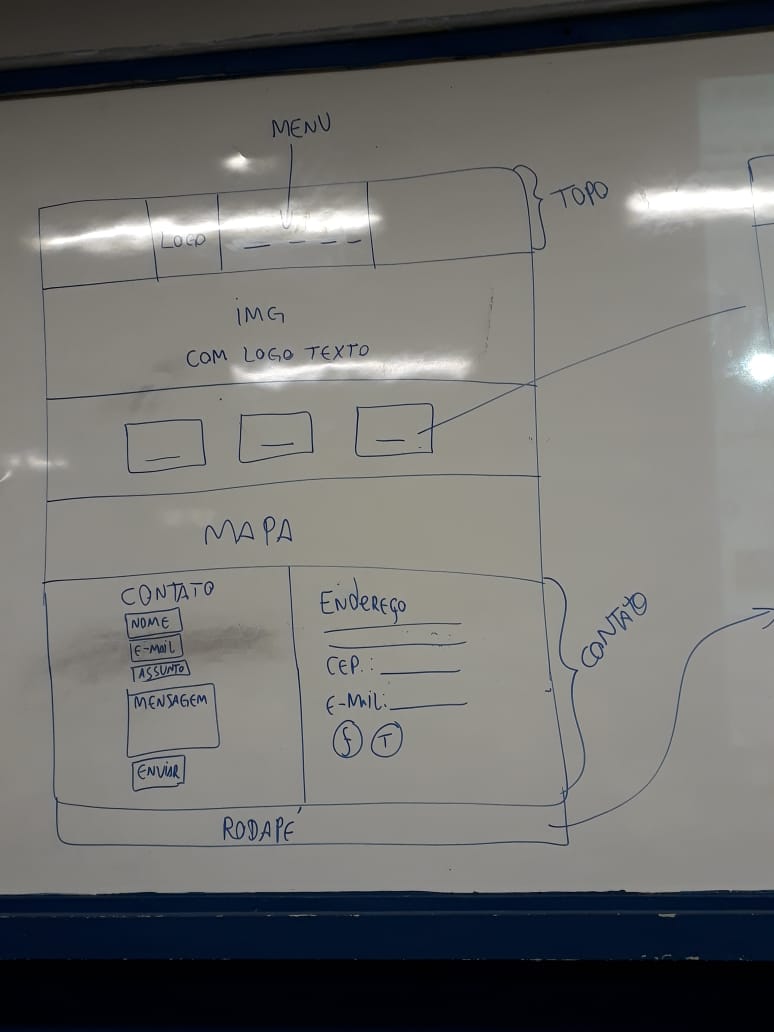 MENU
TOPO
LOGO
IMG
COM LOGO TEXTO
MAPA
CONTATO
NOME
E-MAIL
ASSUNTO
MENSAGEM
ENVIAR
ENDEREÇO
CEP.:
E-MAIL:
f T
CONTATO
RODAPÉ